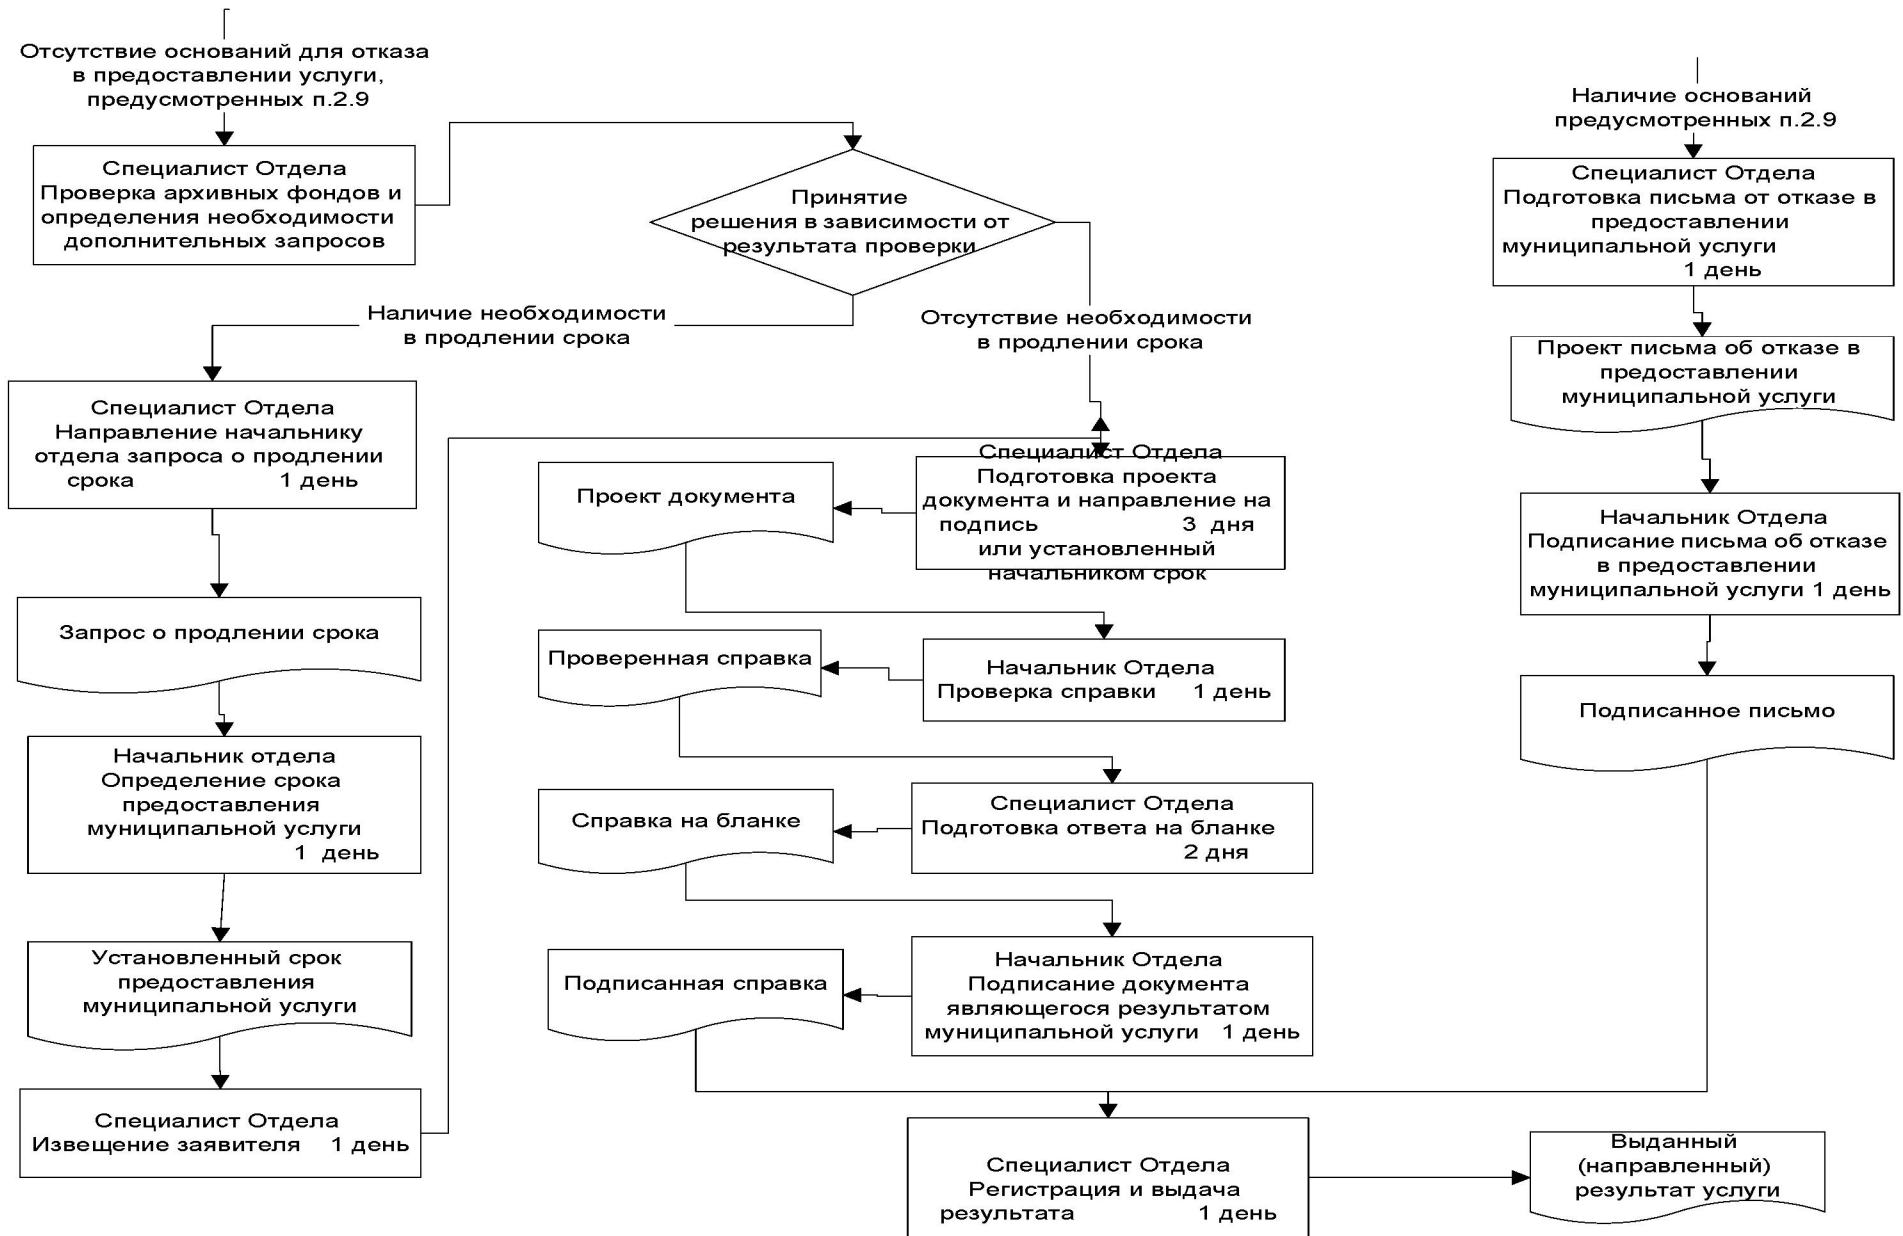 Отсутствие оснований для отказа
в предоставлении услуги,
предусмотренных п.2.9
Специалист Отдела
Проверка архивных фондов и
определения необходимости
дополнительных запросов
Принятие
решения в зависимости от
результата проверки
Наличие необходимости
в продлении срока
Отсутствие необходимости
в продлении срока
Специалист Отдела
Направление начальнику
отдела запроса о продлении
срока 1 день
Запрос о продлении срока
Начальник отдела
Определение срока
предоставления
муниципальной услуги
1 день
Установленный срок
предоставления
муниципальной услуги
Специалист Отдела
Извещение заявителя 1 день
Специалист Отдела
Подготовка проекта
документа и направление на
подпись 3 дня
или установленный
начальником срок
Проект документа
Начальник Отдела
Проверка справки 1 день
Проверенная справка
Специалист Отдела
Подготовка ответа на бланке
2 дня
Справка на бланке
Начальник Отдела
Подписание документа
являющегося результатом
муниципальной услуги 1 день
Подписанная справка
Наличие оснований
предусмотренных п.2.9
Специалист Отдела
Подготовка письма от отказе в
предоставлении
муниципальной услуги
1 день
Проект письма об отказе в
предоставлении
муниципальной услуги
Начальник Отдела
Подписание письма об отказе
в предоставлении
муниципальной услуги 1 день
Подписанное письмо
Специалист Отдела
Регистрация и выдача
результата 1 день
Выданный
(направленный)
результат услуги